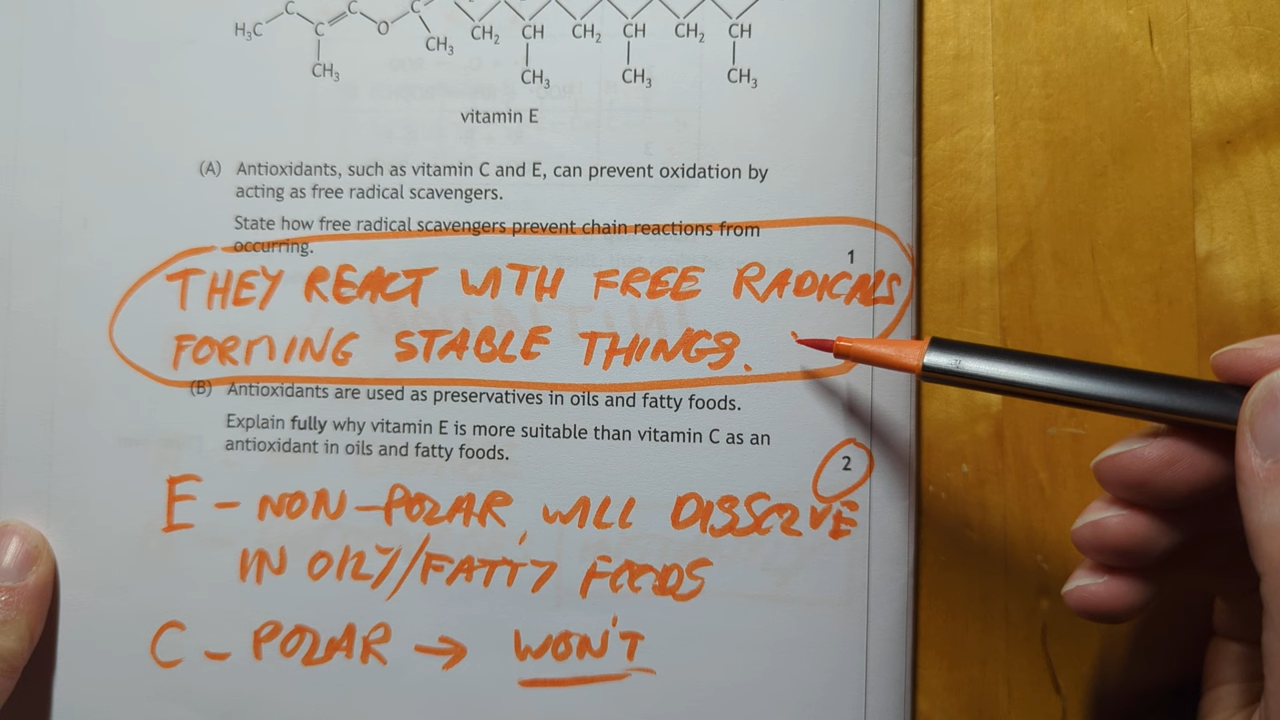 H₃C C C O C CH₃ CH₂ CH CH₂ CH CH₂ CH
C
CH₃ CH₃ CH₃ CH₃
vitamin E
(A) Antioxidants, such as vitamin C and E, can prevent oxidation by
acting as free radical scavengers.
State how free radical scavengers prevent chain reactions from
occurring.
1
THEY REACT WITH FREE RADICALS
FORMING STABLE THINGS.
(B) Antioxidants are used as preservatives in oils and fatty foods.
Explain fully why vitamin E is more suitable than vitamin C as an
antioxidant in oils and fatty foods.
2
E - NON-POLAR, WILL DISSOLVE
IN OILY/FATTY FOODS
C - POLAR → WON'T